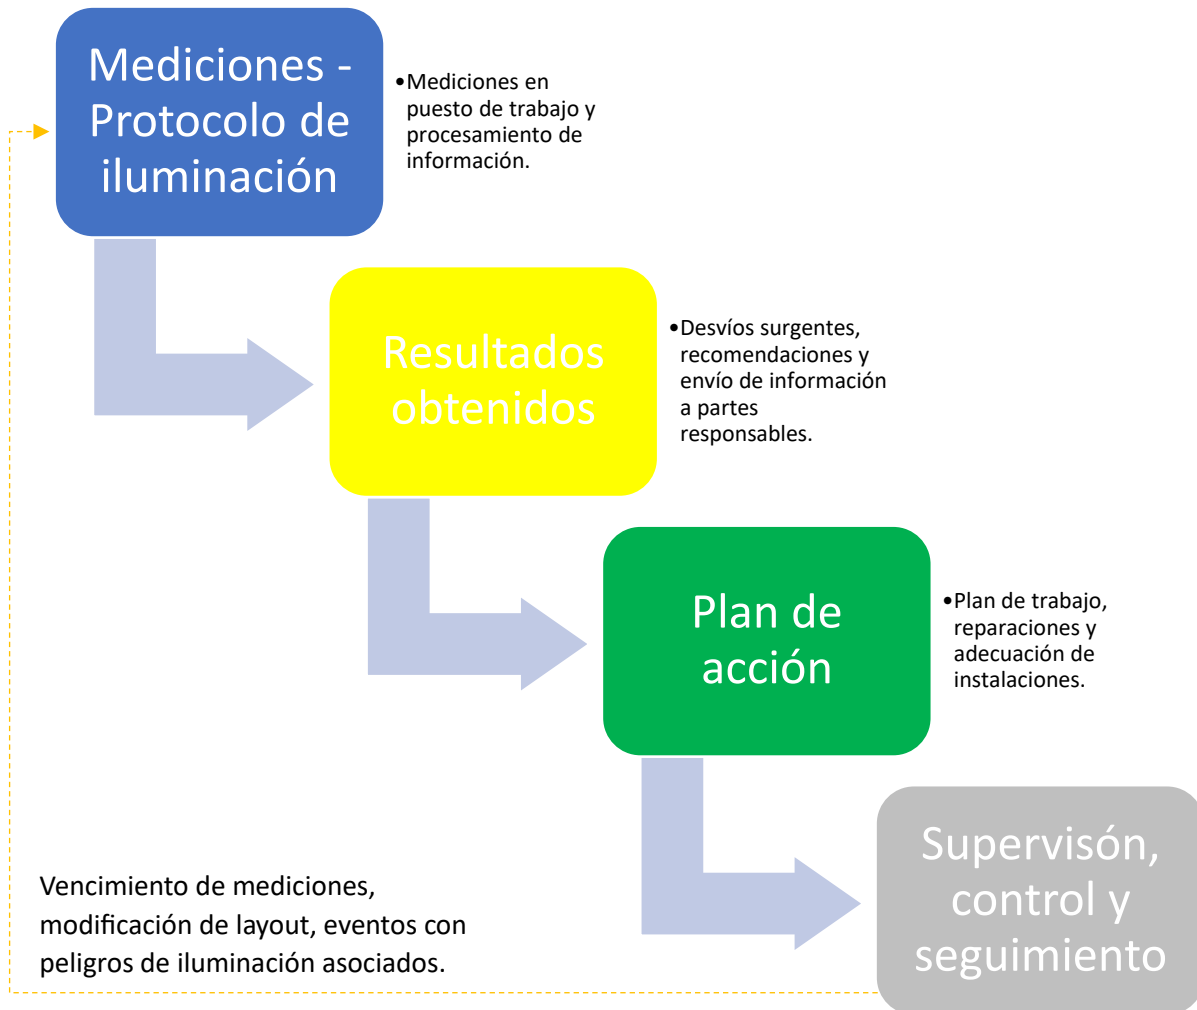 Mediciones -
Protocolo de
iluminación
•Mediciones en
puesto de trabajo y
procesamiento de
información.
Resultados
obtenidos
•Desvíos surgentes,
recomendaciones y
envío de información
a partes
responsables.
Plan de
acción
•Plan de trabajo,
reparaciones y
adecuación de
instalaciones.
Supervisón,
control y
seguimiento
Vencimiento de mediciones,
modificación de layout, eventos con
peligros de iluminación asociados.